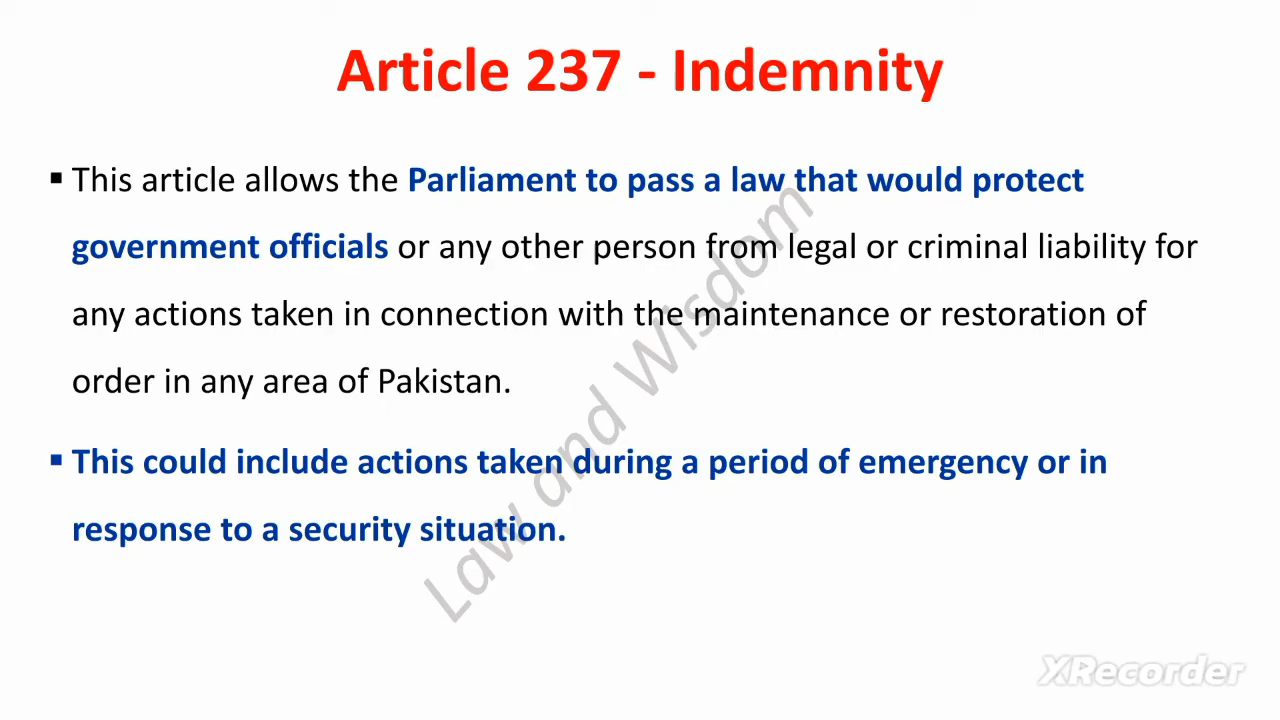 Article 237 - Indemnity
▪ This article allows the Parliament to pass a law that would protect
government officials or any other person from legal or criminal liability for
any actions taken in connection with the maintenance or restoration of
order in any area of Pakistan.
▪ This could include actions taken during a period of emergency or in
response to a security situation.
Law and Wisdom
XRecorder